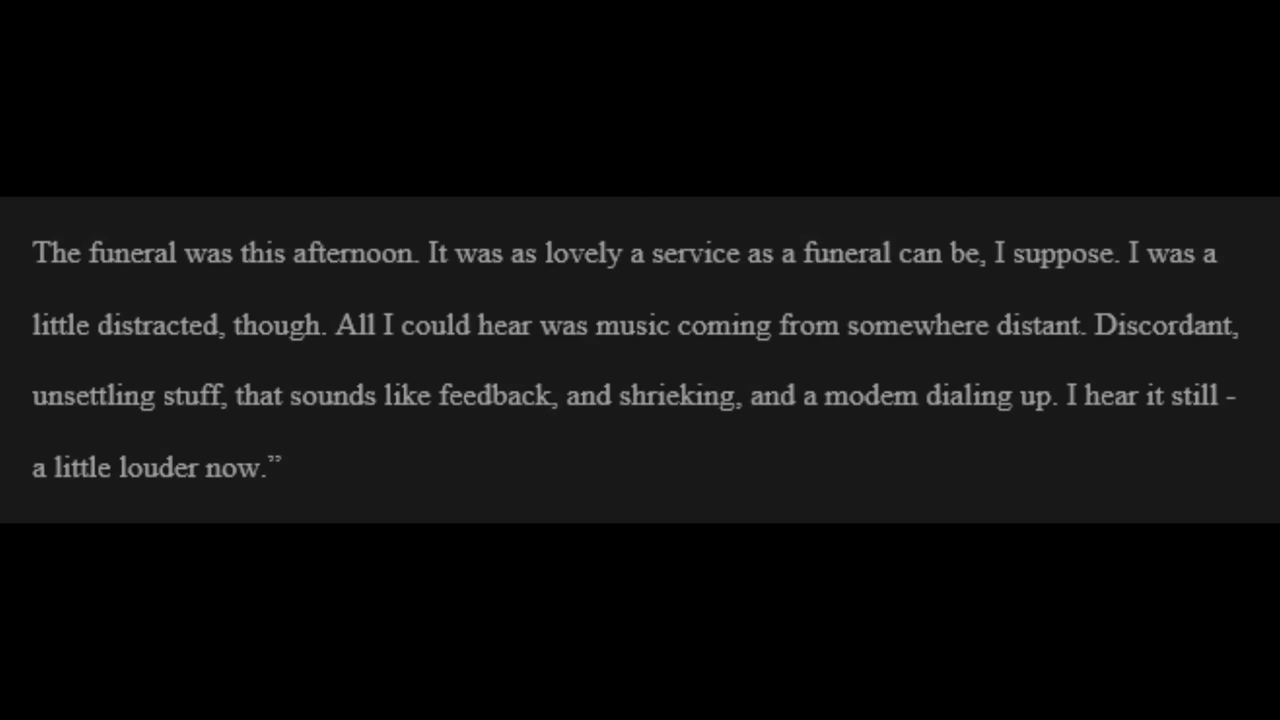 The funeral was this afternoon. It was as lovely a service as a funeral can be, I suppose. I was a
little distracted, though. All I could hear was music coming from somewhere distant. Discordant,
unsettling stuff, that sounds like feedback, and shrieking, and a modem dialing up. I hear it still -
a little louder now.”